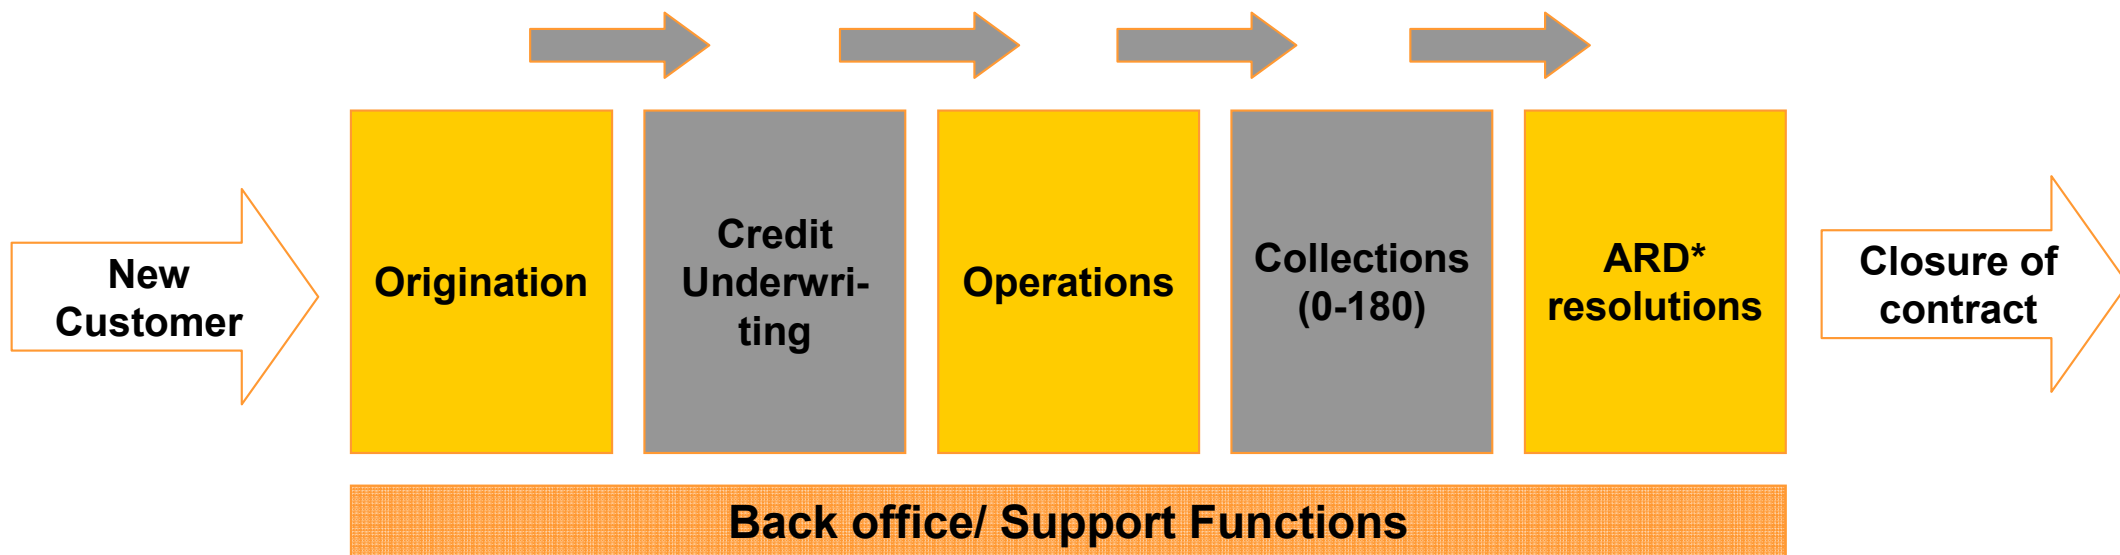 New
Customer
Origination
Credit
Underwri-
ting
Operations
Collections
(0-180)
ARD*
resolutions
Closure of
contract
Back office/ Support Functions